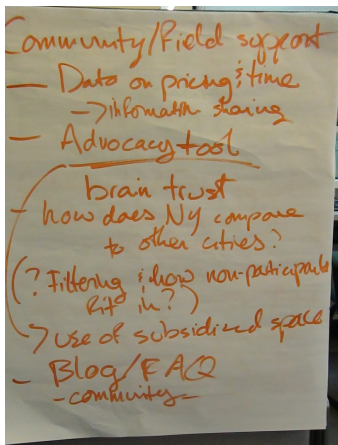 Community/Field support
— Data on pricing & time
—> information sharing
— Advocacy tool
brain trust
- how does NY compare
to other cities?
(? Filtering & how non-participants
fit in?)
> use of subsidized space
- Blog/FAQ
- community -